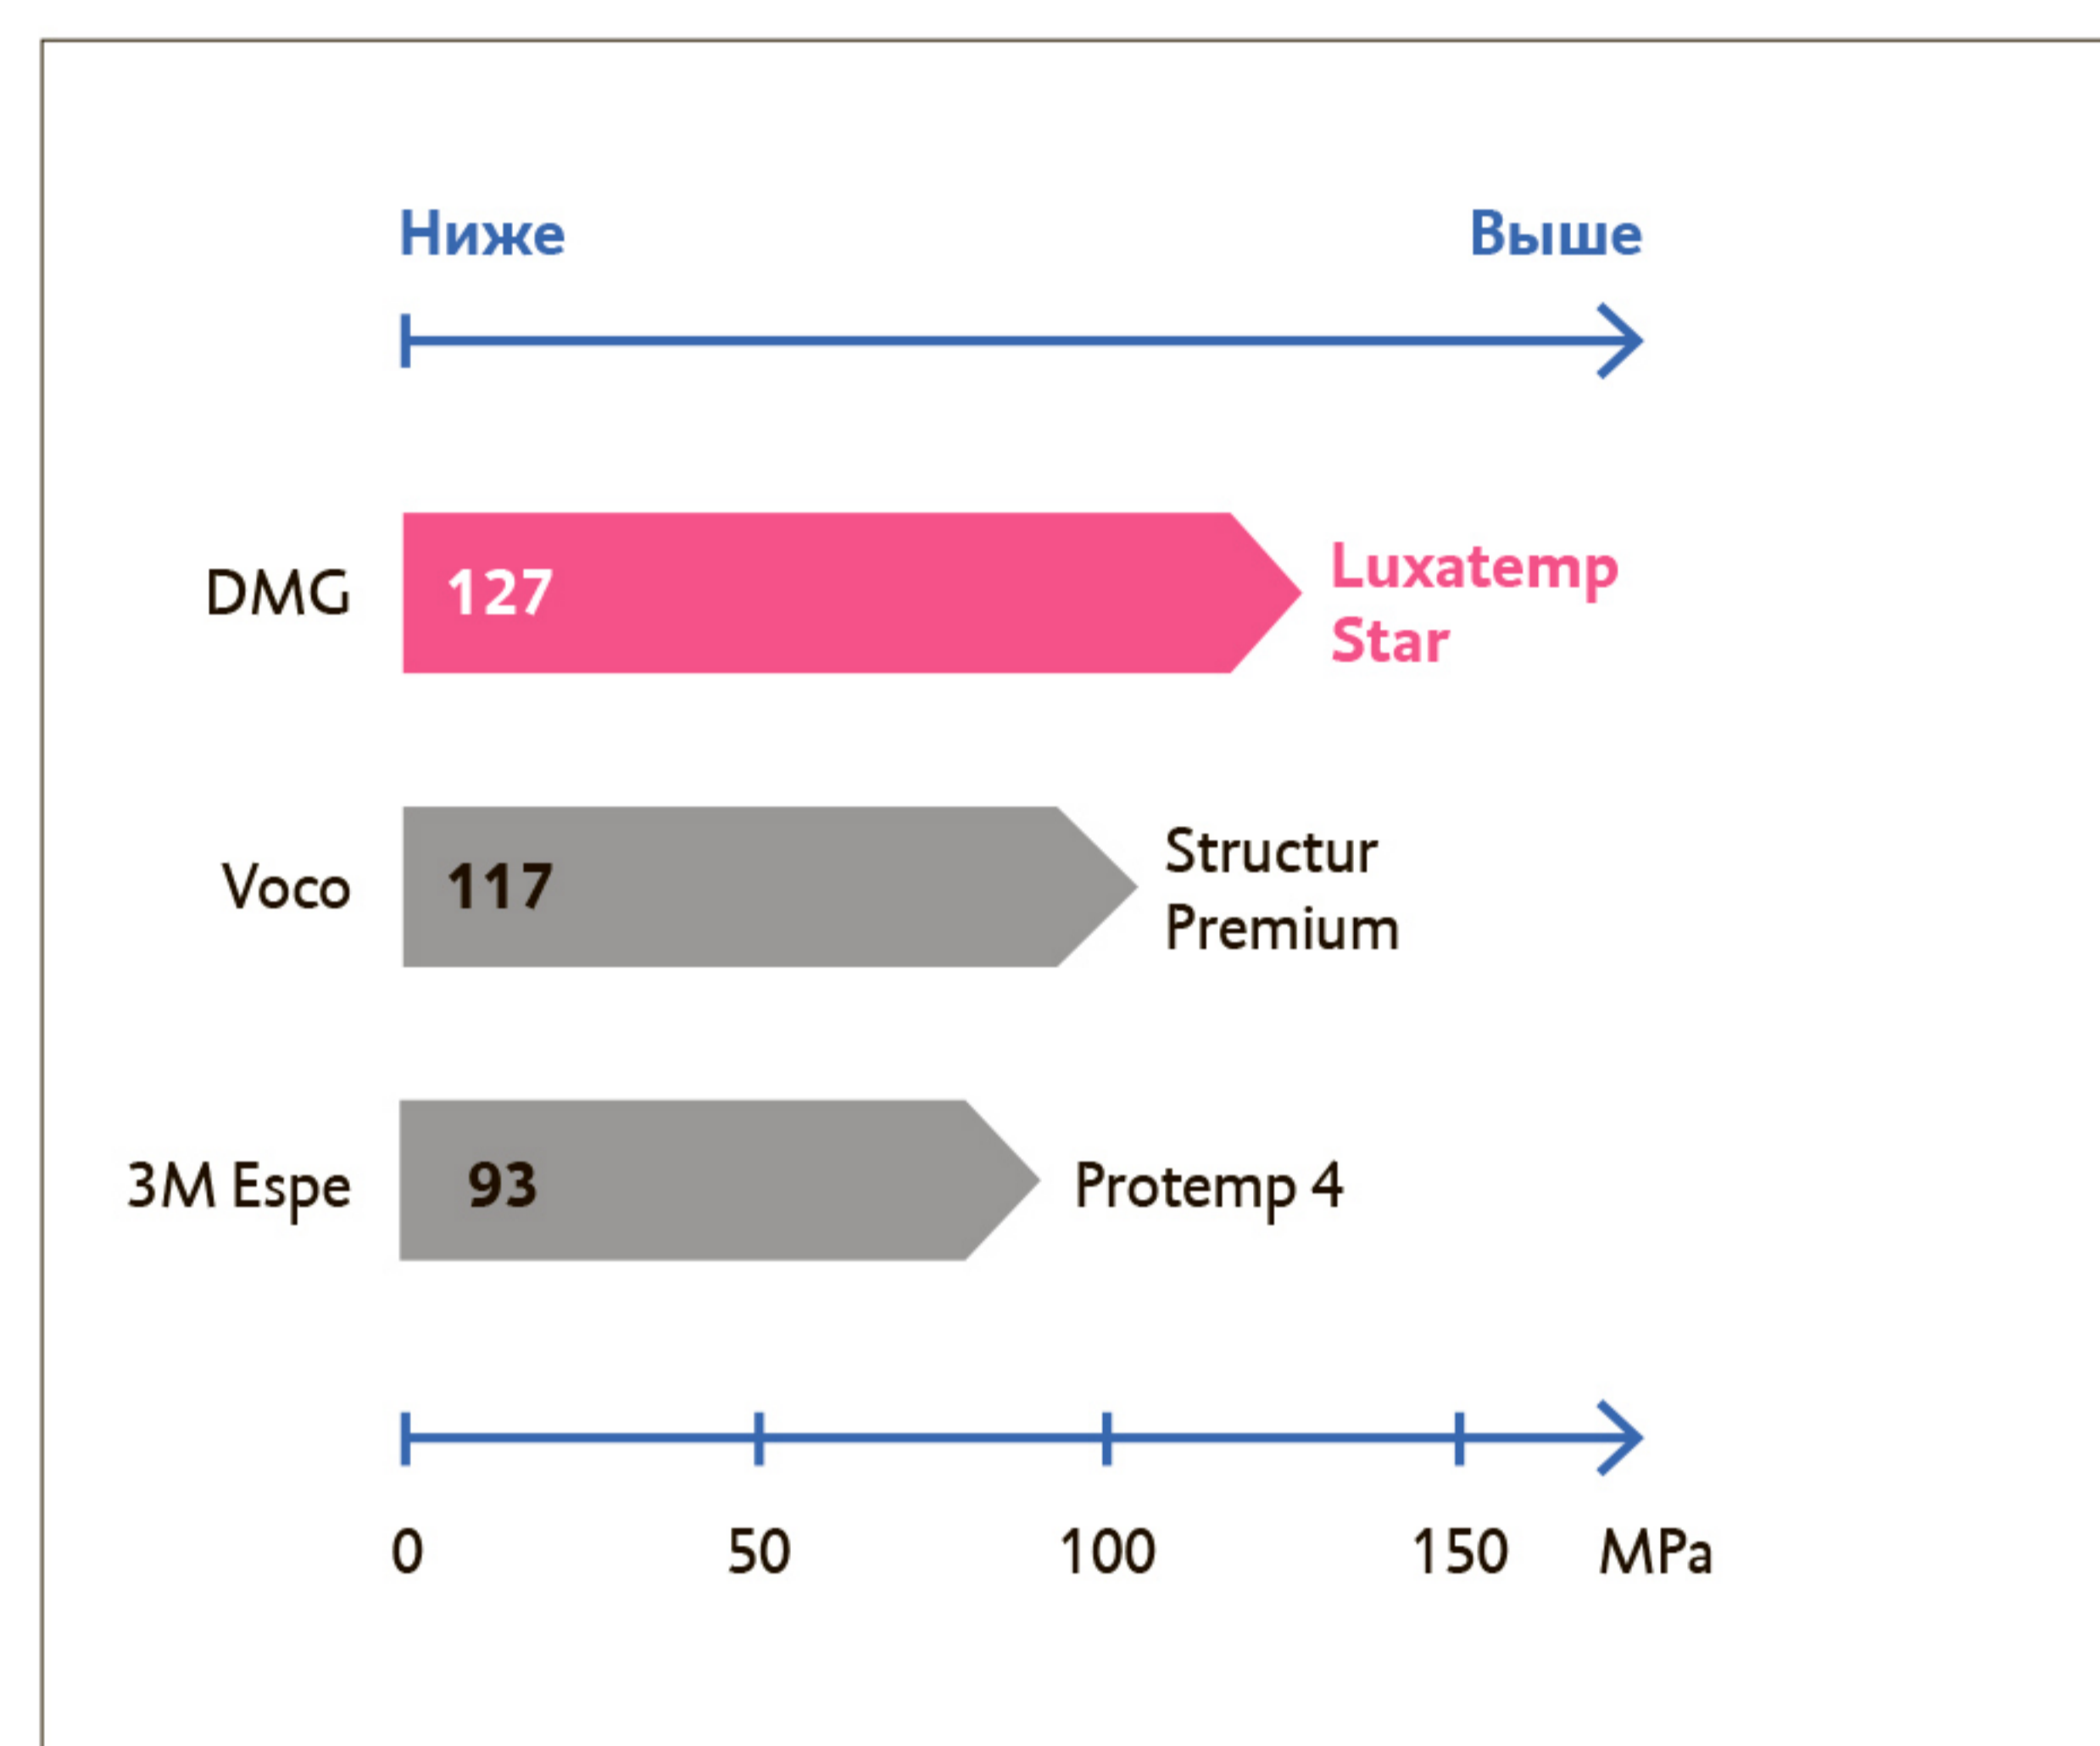 Ниже Выше
DMG 127 Luxatemp
Star
Voco 117 Structur
Premium
3M Espe 93 Protemp 4
0 50 100 150 MPa